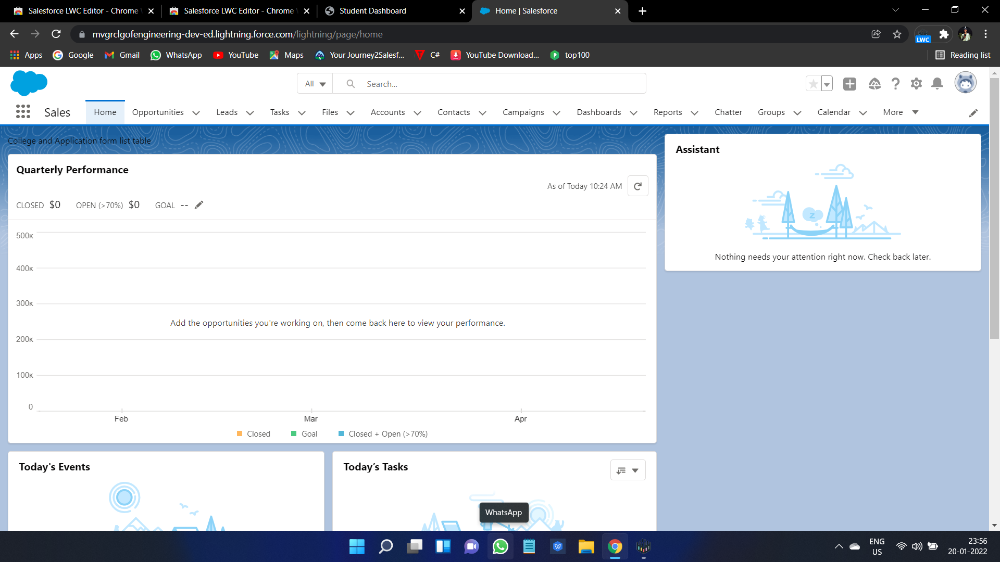 Salesforce LWC Editor - Chrome
Salesforce LWC Editor - Chrome
Student Dashboard
Home | Salesforce
mvgrclgofengineering-dev-ed.lightning.force.com/lightning/page/home
LWC
Apps
Google
Gmail
WhatsApp
YouTube
Maps
Your Journey2Salesf...
C#
YouTube Download...
top100
Reading list
All
Search...
Sales
Home
Opportunities
Leads
Tasks
Files
Accounts
Contacts
Campaigns
Dashboards
Reports
Chatter
Groups
Calendar
More
College and Application form list table
Quarterly Performance
As of Today 10:24 AM
CLOSED $0 OPEN (>70%) $0 GOAL --
500K
400K
300K
Add the opportunities you're working on, then come back here to view your performance.
200K
100K
0
Feb Mar Apr
Closed Goal Closed + Open (>70%)
Assistant
Z
Nothing needs your attention right now. Check back later.
Today's Events
Today’s Tasks
WhatsApp
ENG
US
23:56
20-01-2022